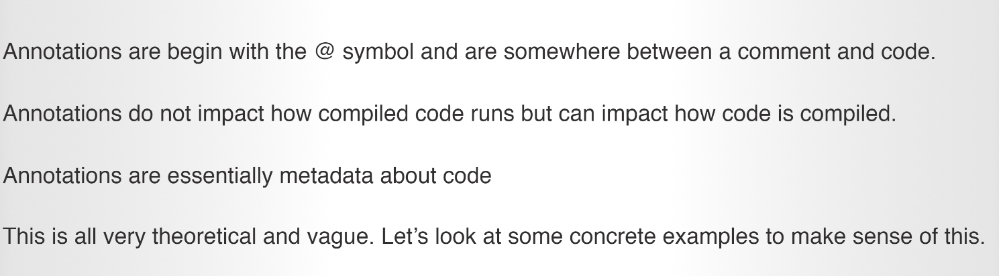 Annotations are begin with the @ symbol and are somewhere between a comment and code.
Annotations do not impact how compiled code runs but can impact how code is compiled.
Annotations are essentially metadata about code
This is all very theoretical and vague. Let’s look at some concrete examples to make sense of this.